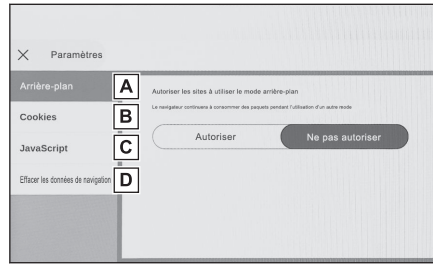 Paramètres
Arrière-plan
A
Autoriser les sites à utiliser le mode arrière-plan
Le navigateur continuera à consommer des paquets pendant l'utilisation d'un autre mode
Cookies
B
Autoriser
Ne pas autoriser
JavaScript
C
Effacer les données de navigation
D